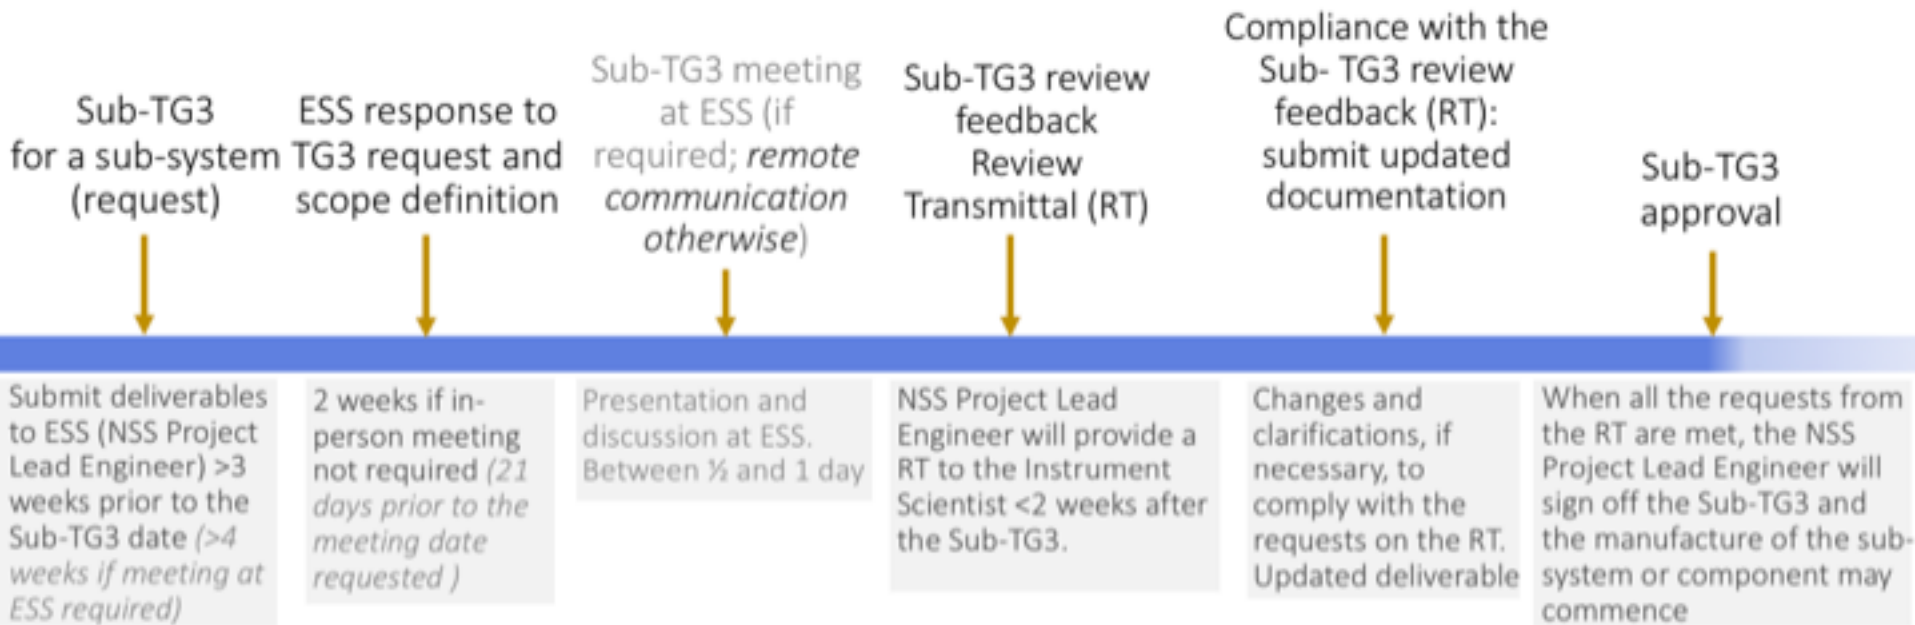 Sub-TG3
for a sub-system
(request)
ESS response to
TG3 request and
scope definition
Sub-TG3 meeting
at ESS (if
required; remote
communication
otherwise)
Sub-TG3 review
feedback
Review
Transmittal (RT)
Compliance with the
Sub- TG3 review
feedback (RT):
submit updated
documentation
Sub-TG3
approval
Submit deliverables
to ESS (NSS Project
Lead Engineer) >3
weeks prior to the
Sub-TG3 date (>4
weeks if meeting at
ESS required)
2 weeks if in-
person meeting
not required (21
days prior to the
meeting date
requested )
Presentation and
discussion at ESS.
Between ½ and 1 day
NSS Project Lead
Engineer will provide a
RT to the Instrument
Scientist <2 weeks after
the Sub-TG3.
Changes and
clarifications, if
necessary, to
comply with the
requests on the RT.
Updated deliverable
When all the requests from
the RT are met, the NSS
Project Lead Engineer will
sign off the Sub-TG3 and
the manufacture of the sub-
system or component may
commence